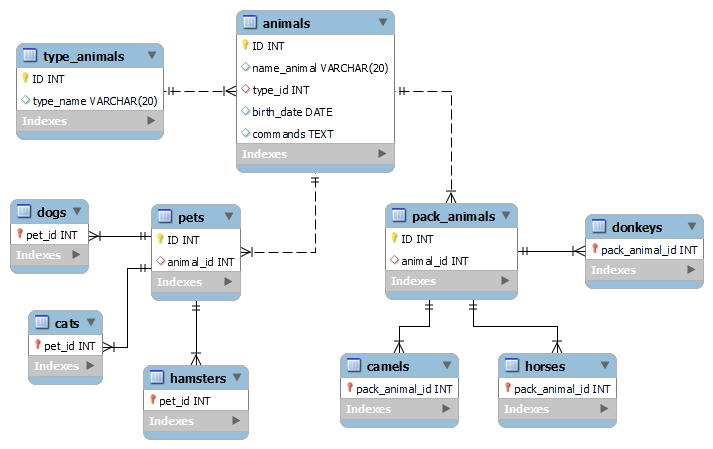 animals
ID INT
name_animal VARCHAR(20)
type_id INT
birth_date DATE
commands TEXT
Indexes
type_animals
ID INT
type_name VARCHAR(20)
Indexes
dogs
pet_id INT
Indexes
pets
ID INT
animal_id INT
Indexes
pack_animals
ID INT
animal_id INT
Indexes
donkeys
pack_animal_id INT
Indexes
cats
pet_id INT
Indexes
hamsters
pet_id INT
Indexes
camels
pack_animal_id INT
Indexes
horses
pack_animal_id INT
Indexes